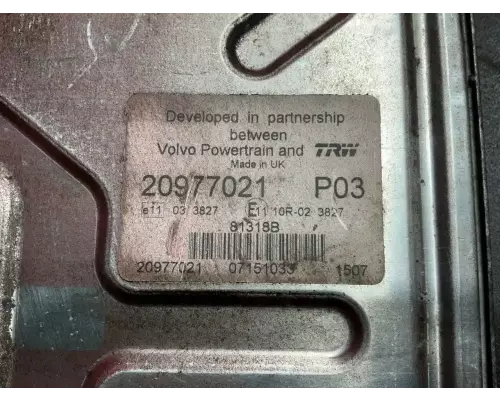 Developed in partnership
between
Volvo Powertrain and TRW
Made in UK
20977021 P03
e11 03 3827 E11 10R-02 3827
81318B
20977021 07151033 1507